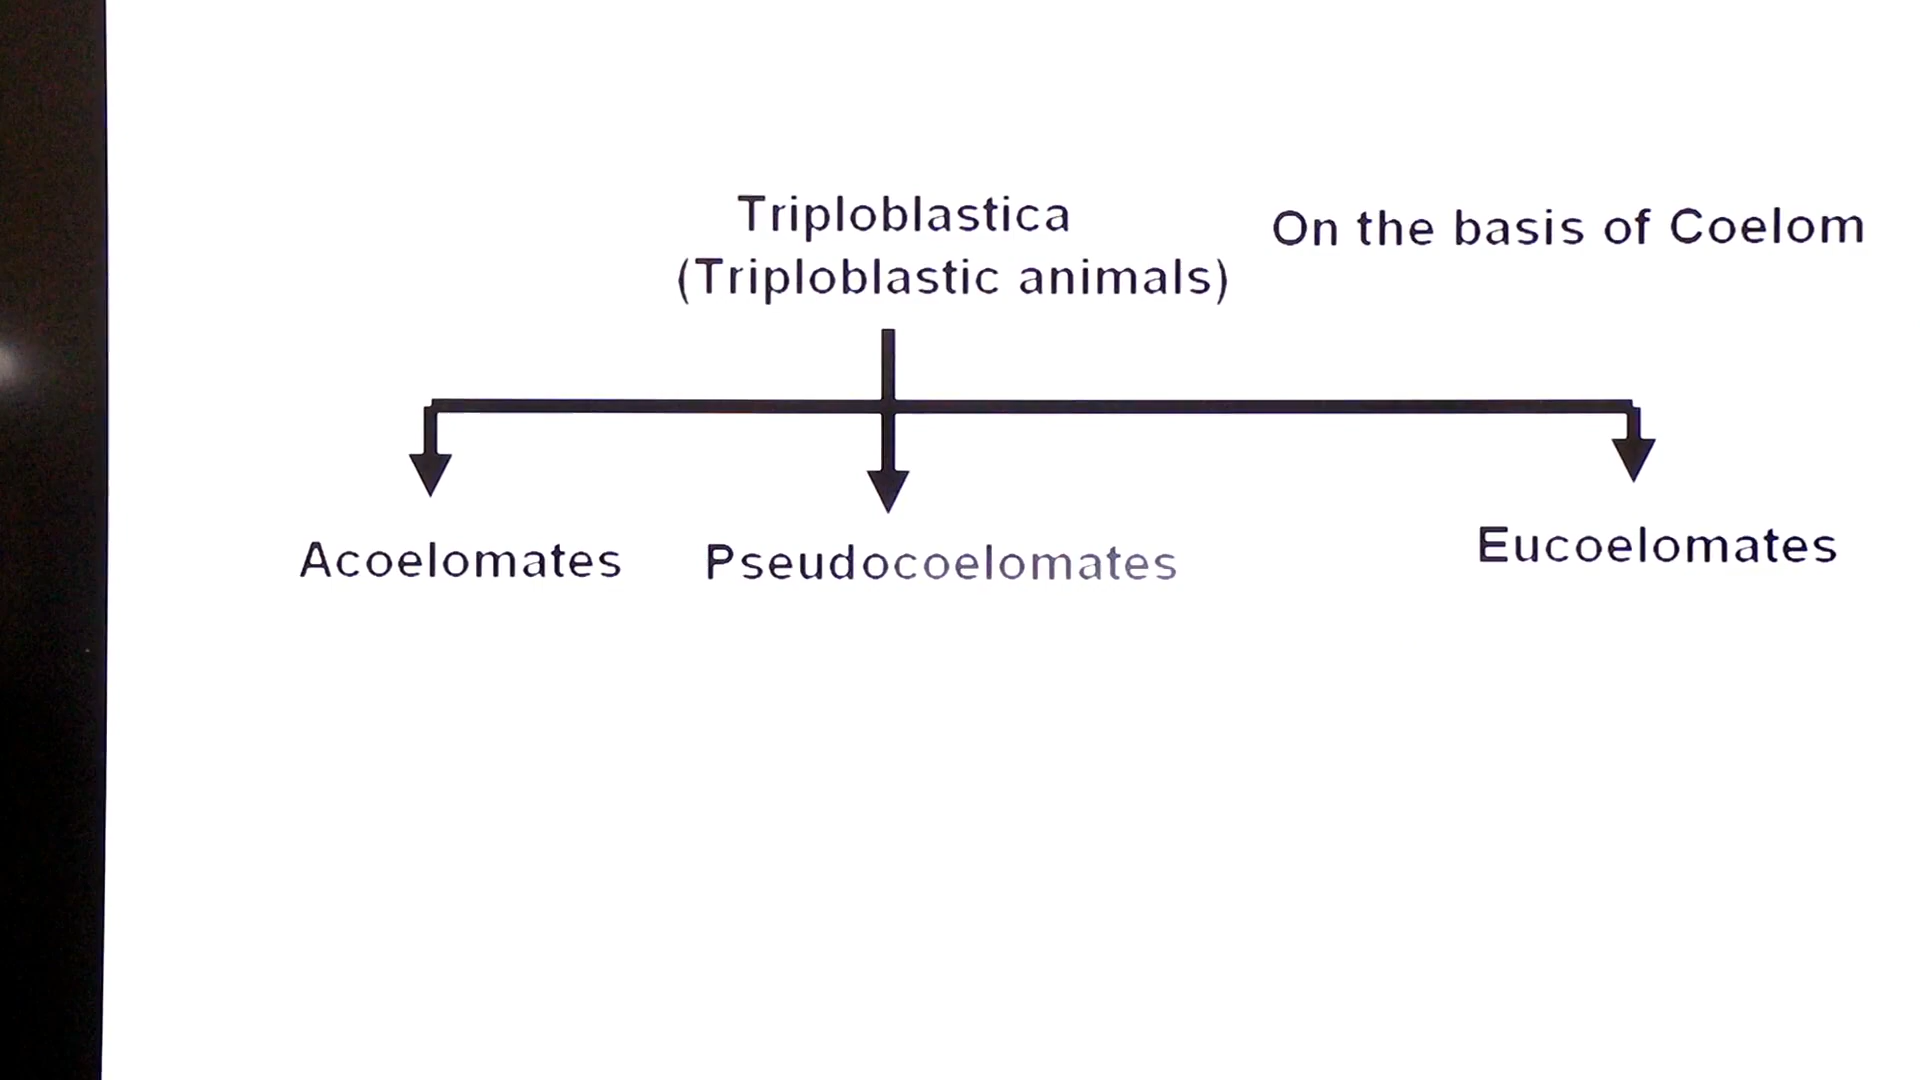 Triploblastica
(Triploblastic animals)
On the basis of Coelom
Acoelomates
Pseudocoelomates
Eucoelomates